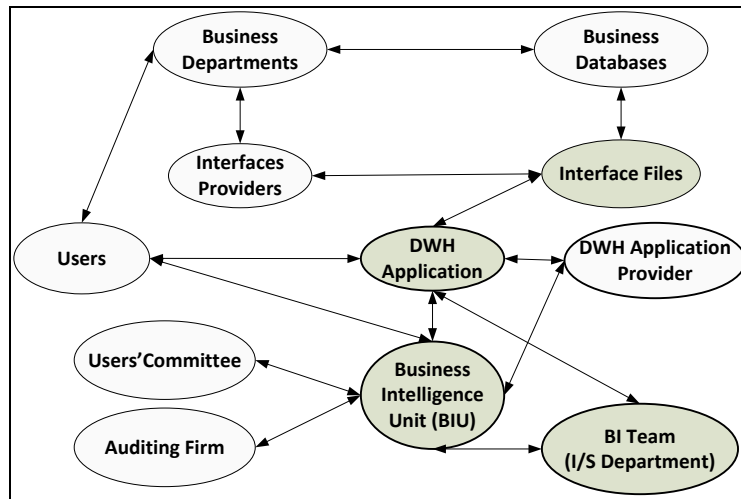 Business
Departments
Business
Databases
Interfaces
Providers
Interface Files
Users
DWH
Application
DWH Application
Provider
Users'Committee
Business
Intelligence
Unit (BIU)
Auditing Firm
BI Team
(I/S Department)